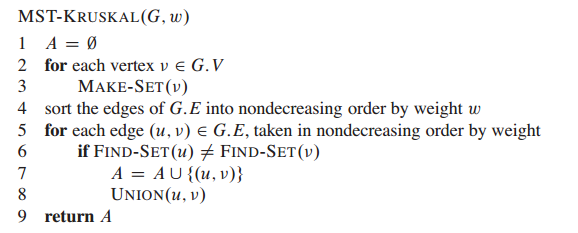 MST-KRUSKAL(G, w)
1 A = ∅
2 for each vertex v ∈ G.V
3 MAKE-SET(v)
4 sort the edges of G.E into nondecreasing order by weight w
5 for each edge (u, v) ∈ G.E, taken in nondecreasing order by weight
6 if FIND-SET(u) ≠ FIND-SET(v)
7 A = A ∪ {(u, v)}
8 UNION(u, v)
9 return A